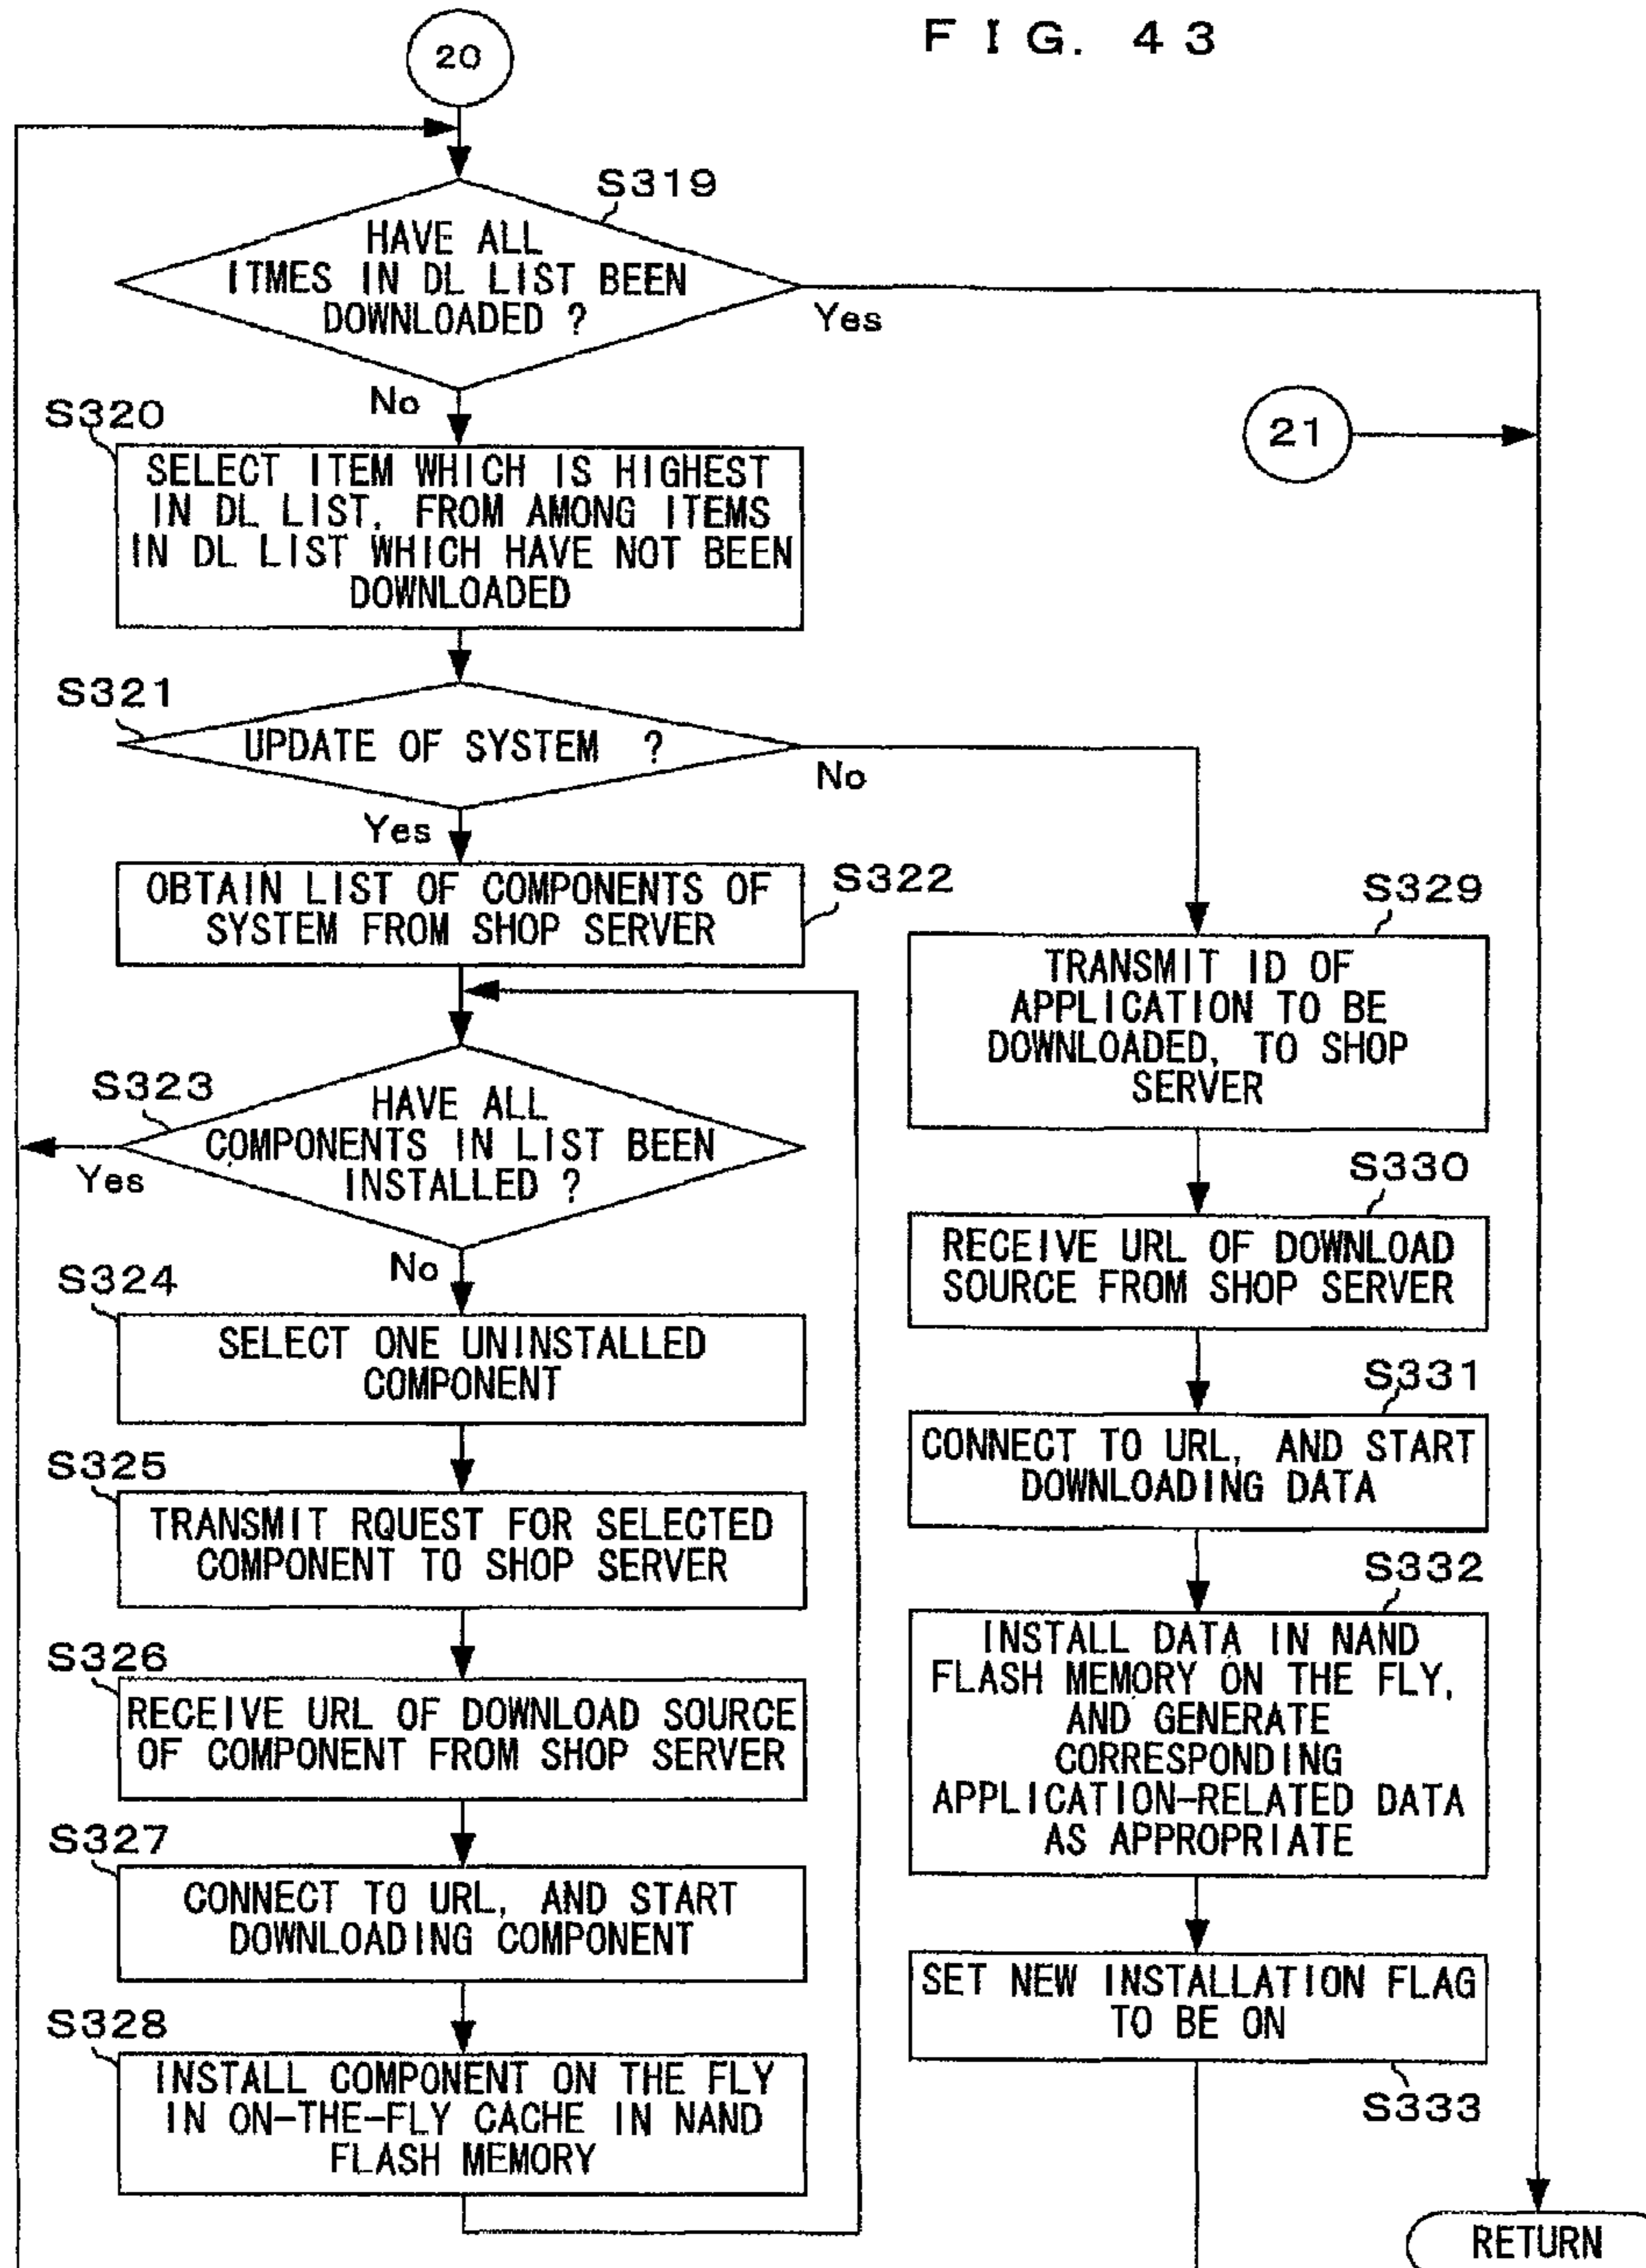 FIG. 43
20
S319
HAVE ALL
ITMES IN DL LIST BEEN
DOWNLOADED ?
Yes
No
21
S320
SELECT ITEM WHICH IS HIGHEST
IN DL LIST, FROM AMONG ITEMS
IN DL LIST WHICH HAVE NOT BEEN
DOWNLOADED
S321
UPDATE OF SYSTEM ?
No
Yes
S322
OBTAIN LIST OF COMPONENTS OF
SYSTEM FROM SHOP SERVER
S323
HAVE ALL
COMPONENTS IN LIST BEEN
INSTALLED ?
Yes
No
S324
SELECT ONE UNINSTALLED
COMPONENT
S325
TRANSMIT RQUEST FOR SELECTED
COMPONENT TO SHOP SERVER
S326
RECEIVE URL OF DOWNLOAD SOURCE
OF COMPONENT FROM SHOP SERVER
S327
CONNECT TO URL, AND START
DOWNLOADING COMPONENT
S328
INSTALL COMPONENT ON THE FLY
IN ON-THE-FLY CACHE IN NAND
FLASH MEMORY
S329
TRANSMIT ID OF
APPLICATION TO BE
DOWNLOADED, TO SHOP
SERVER
S330
RECEIVE URL OF DOWNLOAD
SOURCE FROM SHOP SERVER
S331
CONNECT TO URL, AND START
DOWNLOADING DATA
S332
INSTALL DATA IN NAND
FLASH MEMORY ON THE FLY,
AND GENERATE
CORRESPONDING
APPLICATION-RELATED DATA
AS APPROPRIATE
SET NEW INSTALLATION FLAG
TO BE ON
S333
RETURN